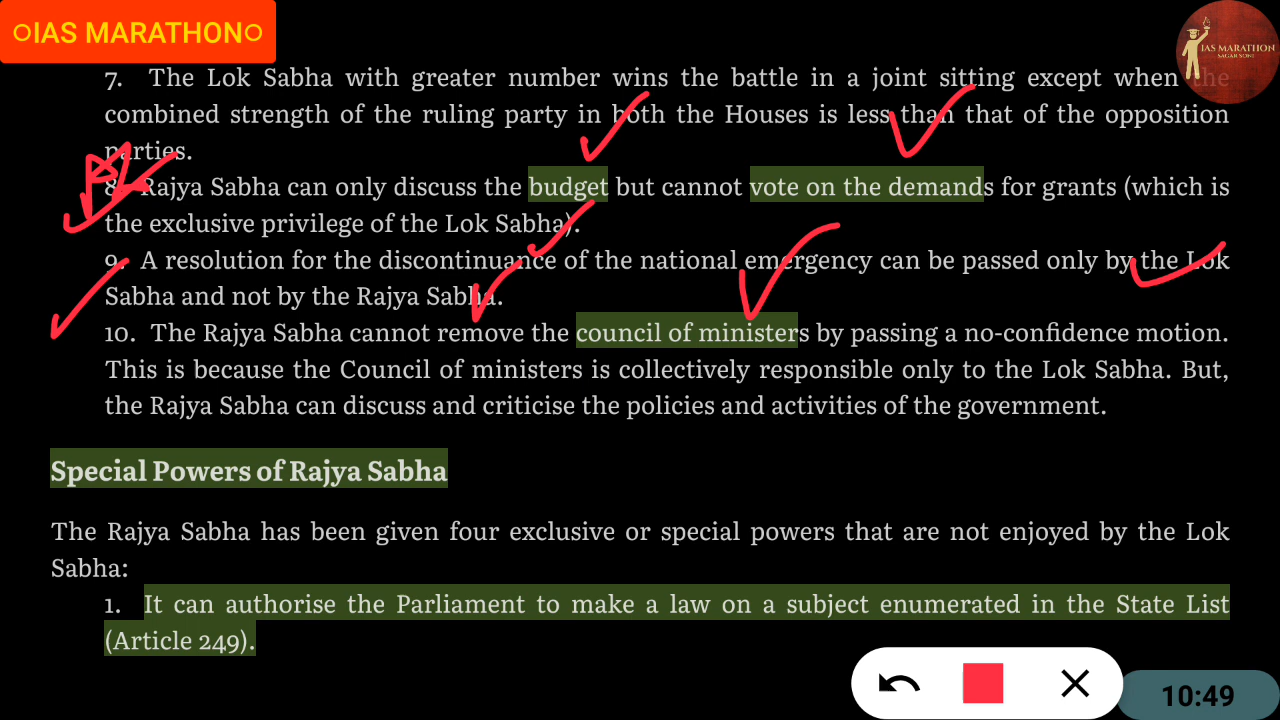 ○IAS MARATHON○
IAS MARATHON
SAGAR SONI
7. The Lok Sabha with greater number wins the battle in a joint sitting except when the
combined strength of the ruling party in both the Houses is less than that of the opposition
parties.
8. Rajya Sabha can only discuss the budget but cannot vote on the demands for grants (which is
the exclusive privilege of the Lok Sabha).
9. A resolution for the discontinuance of the national emergency can be passed only by the Lok
Sabha and not by the Rajya Sabha.
10. The Rajya Sabha cannot remove the council of ministers by passing a no-confidence motion.
This is because the Council of ministers is collectively responsible only to the Lok Sabha. But,
the Rajya Sabha can discuss and criticise the policies and activities of the government.
Special Powers of Rajya Sabha
The Rajya Sabha has been given four exclusive or special powers that are not enjoyed by the Lok
Sabha:
1. It can authorise the Parliament to make a law on a subject enumerated in the State List
(Article 249).
10:49